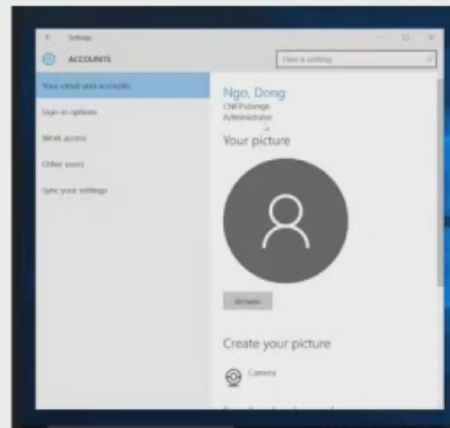 Settings
ACCOUNTS
Find a setting
Your email and accounts
Sign-in options
Work access
Other users
Sync your settings
Ngo, Dong
Administrator
Your picture
Browse
Create your picture
Camera